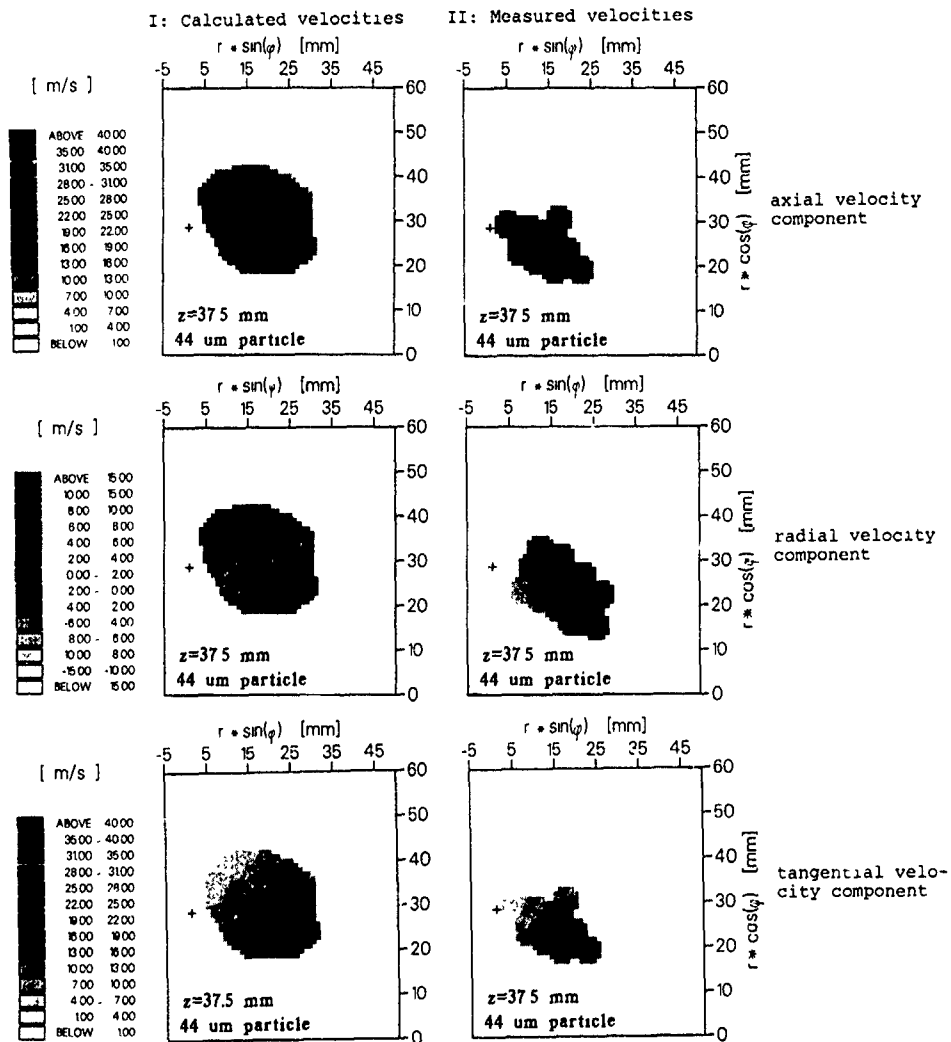 I: Calculated velocities II: Measured velocities
r * sin(φ) [mm] r * sin(φ) [mm]
-5 5 15 25 35 45 -5 5 15 25 35 45
[ m/s ]
60 60
50 50
40 40
30 30
20 20
10 10
0 0
ABOVE 4000
3500 4000
3100 3500
2800 - 3100
2500 2800
2200 2500
1900 2200
1600 1900
1300 1600
1000 1300
700 1000
400 700
100 400
BELOW 100
r * cos(φ) [mm]
axial velocity
component
z=37 5 mm z=37 5 mm
44 um particle 44 um particle
r * sin(φ) [mm] r * sin(φ) [mm]
-5 5 15 25 35 45 -5 5 15 25 35 45
[ m/s ]
60 60
50 50
40 40
30 30
20 20
10 10
0 0
ABOVE 1500
1000 1500
800 1000
600 800
400 600
200 400
000 - 200
200 - 000
400 200
-600 400
800 - 600
1000 800
-1500 -1000
BELOW 1500
r * cos(φ) [mm]
radial velocity
component
z=37 5 mm z=37 5 mm
44 um particle 44 um particle
r * sin(φ) [mm] r * sin(φ) [mm]
-5 5 15 25 35 45 -5 5 15 25 35 45
[ m/s ]
60 60
50 50
40 40
30 30
20 20
10 10
0 0
ABOVE 4000
3500 - 4000
3100 3500
2800 - 3100
2500 2800
2200 2500
1900 2200
1600 1900
1300 1600
1000 1300
700 1000
400 - 700
100 400
BELOW 100
r * cos(φ) [mm]
tangential velo-
city component
z=37.5 mm z=37 5 mm
44 um particle 44 um particle